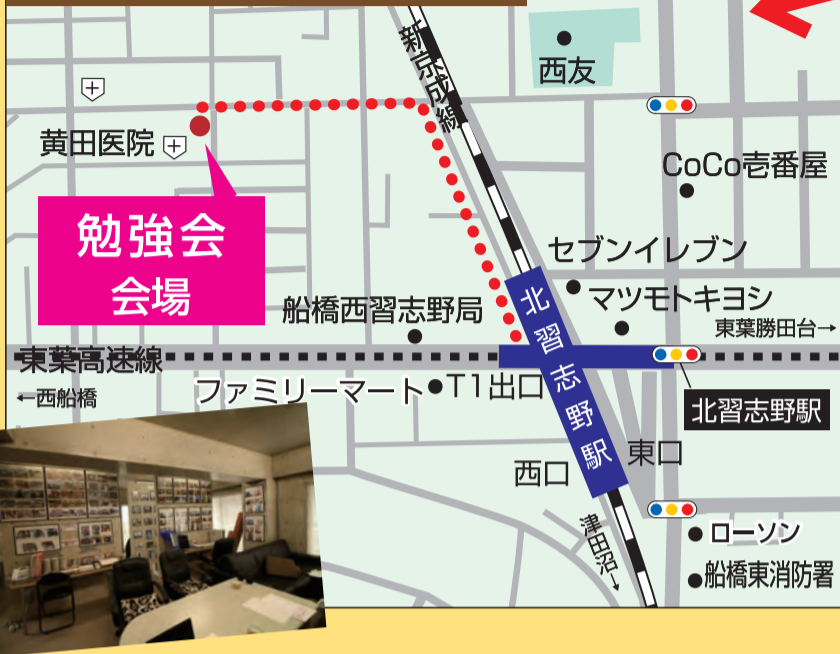 新京成線
西友
黄田医院
CoCo壱番屋
勉強会
会場
セブンイレブン
マツモトキヨシ
船橋西習志野局
東葉勝田台→
東葉高速線
←西船橋
ファミリーマート
T1出口
北習志野駅
北習志野駅
西口
東口
津田沼→
ローソン
船橋東消防署